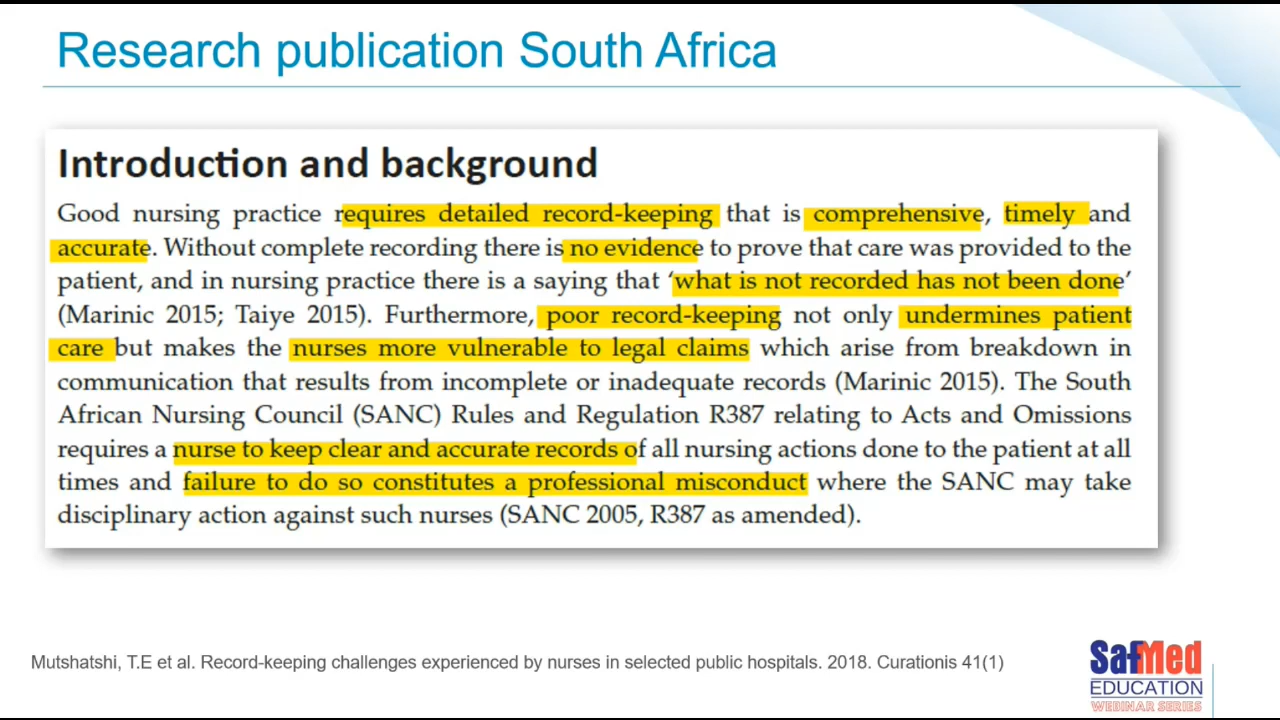 Research publication South Africa
Introduction and background
Good nursing practice requires detailed record-keeping that is comprehensive, timely and
accurate. Without complete recording there is no evidence to prove that care was provided to the
patient, and in nursing practice there is a saying that ‘what is not recorded has not been done’
(Marinic 2015; Taiye 2015). Furthermore, poor record-keeping not only undermines patient
care but makes the nurses more vulnerable to legal claims which arise from breakdown in
communication that results from incomplete or inadequate records (Marinic 2015). The South
African Nursing Council (SANC) Rules and Regulation R387 relating to Acts and Omissions
requires a nurse to keep clear and accurate records of all nursing actions done to the patient at all
times and failure to do so constitutes a professional misconduct where the SANC may take
disciplinary action against such nurses (SANC 2005, R387 as amended).
Mutshatshi, T.E et al. Record-keeping challenges experienced by nurses in selected public hospitals. 2018. Curationis 41(1)
SafMed
EDUCATION
WEBINAR SERIES